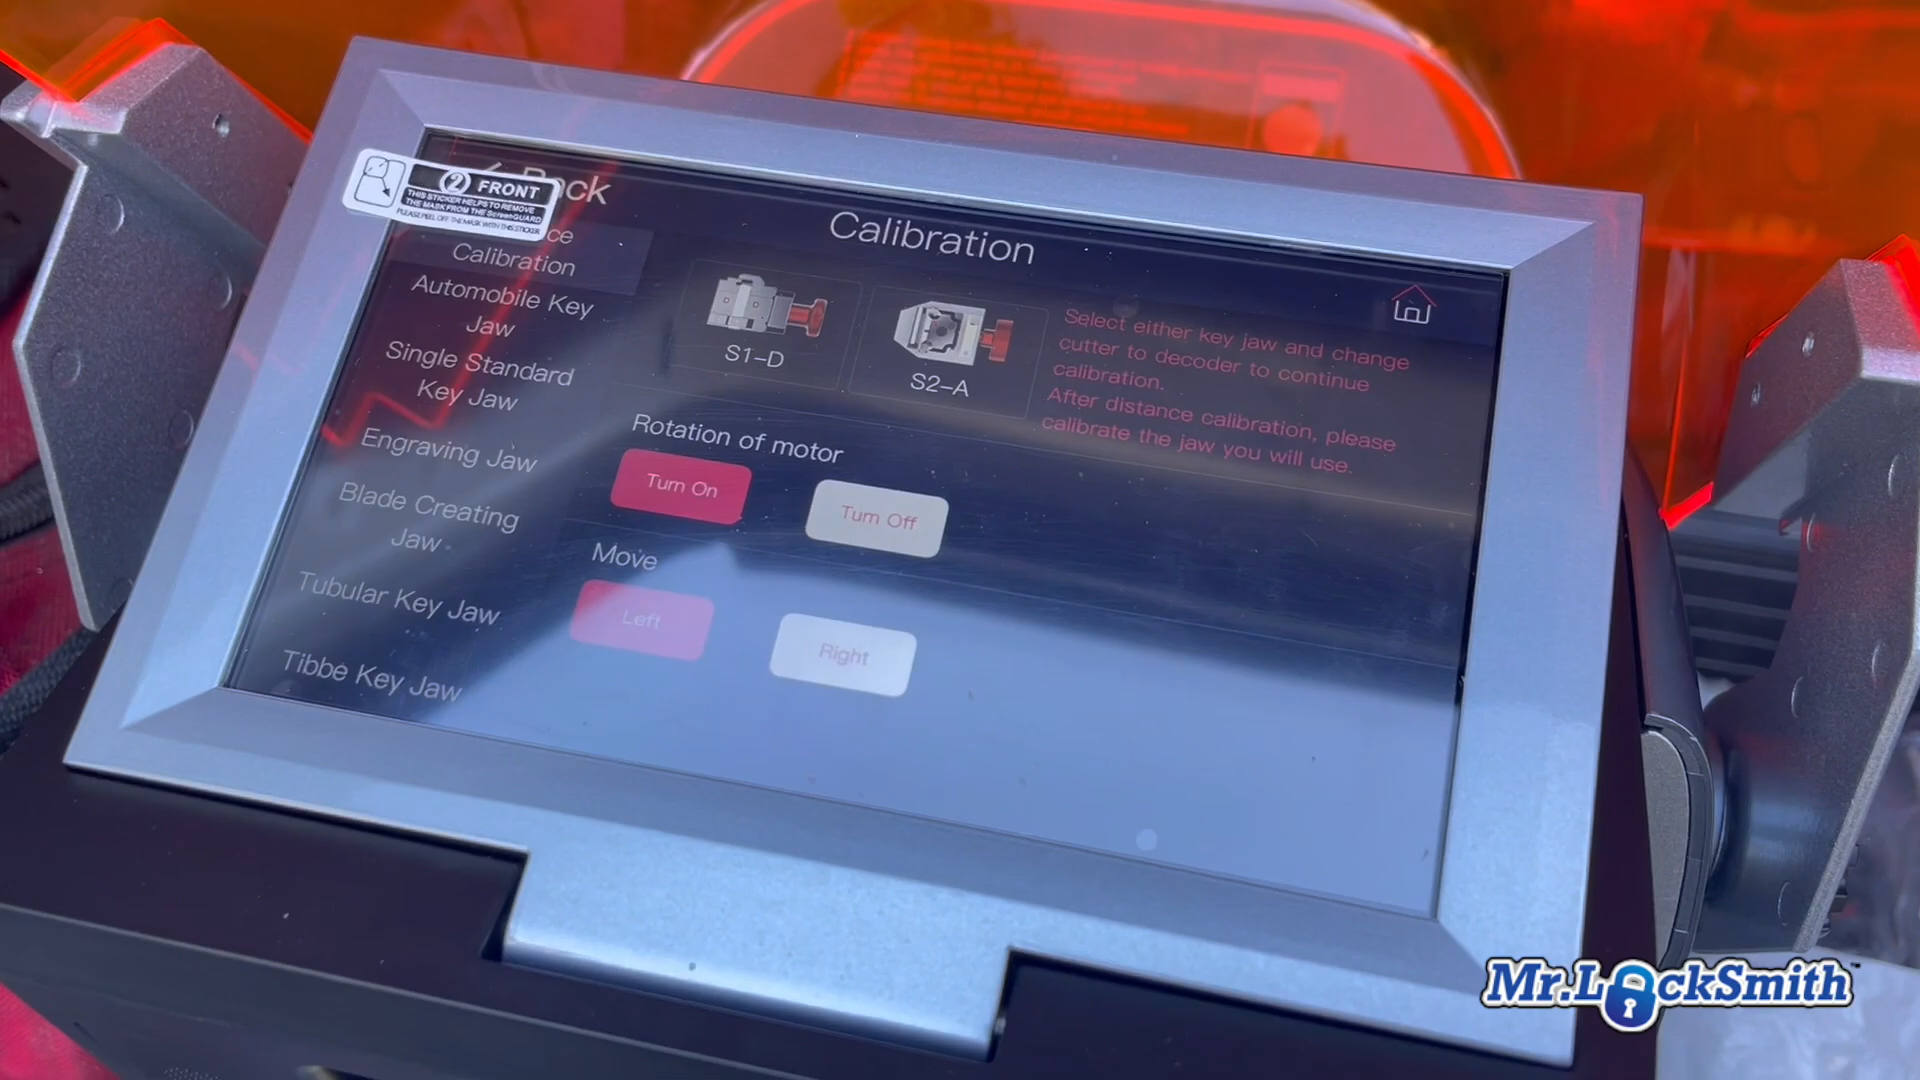 Back
2 FRONT
THIS STICKER HELPS TO REMOVE
THE MASK FROM THE ScreenGUARD
PLEASE PEEL OFF THE MASK WITH THIS STICKER
Calibration
Calibration
Automobile Key
Jaw
Single Standard
Key Jaw
Engraving Jaw
Blade Creating
Jaw
Tubular Key Jaw
Tibbe Key Jaw
S1-D
S2-A
Select either key jaw and change
cutter to decoder to continue
calibration.
After distance calibration, please
calibrate the jaw you will use.
Rotation of motor
Turn On
Turn Off
Move
Left
Right
Mr.LockSmith™